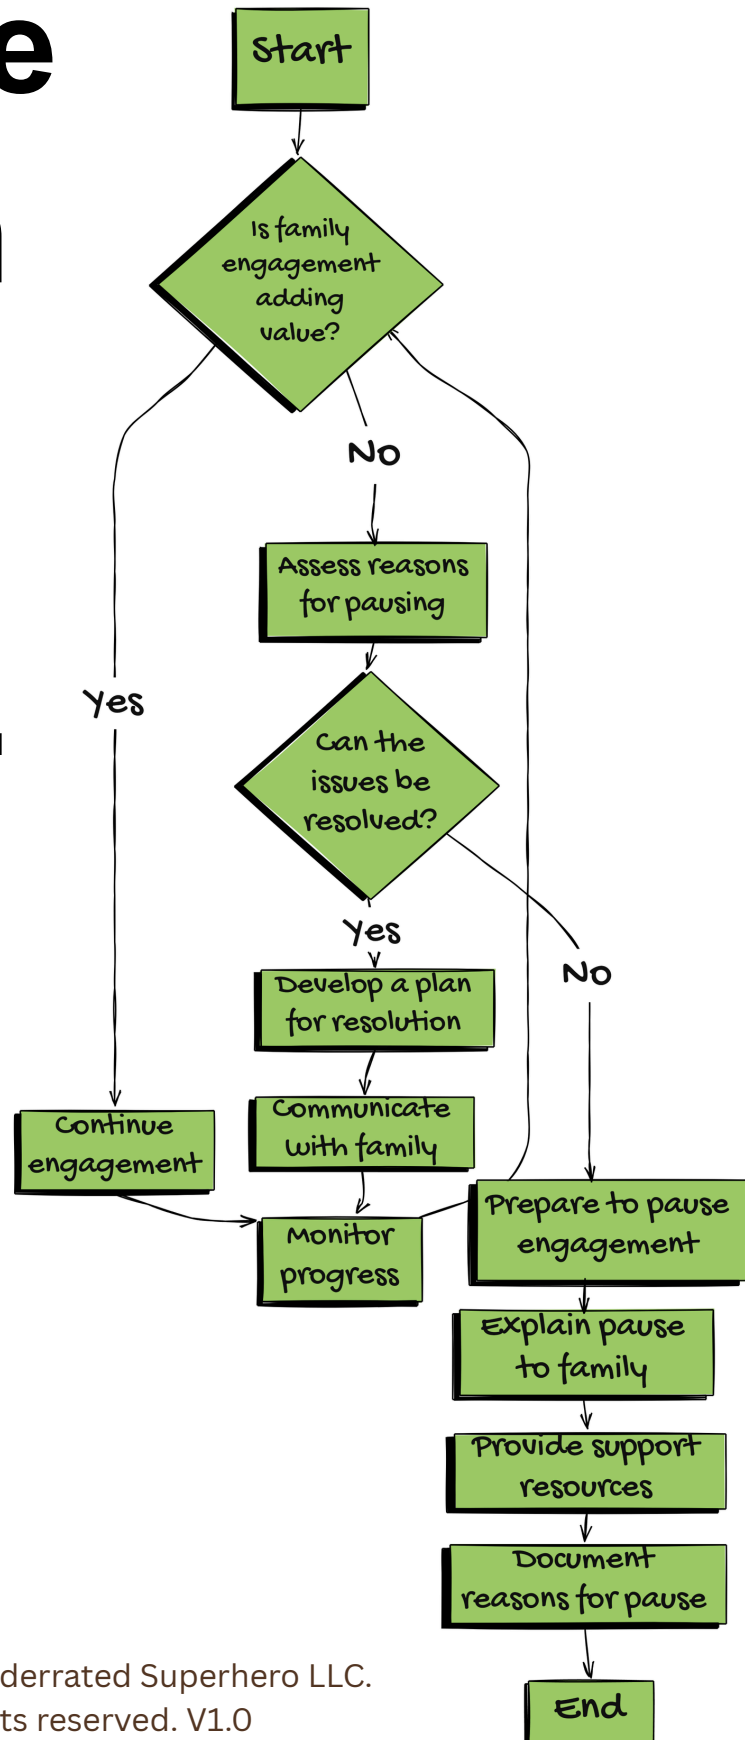 e
Start
Is family
engagement
adding
value?
No
Assess reasons
for pausing
Yes
Can the
issues be
resolved?
Yes
No
Develop a plan
for resolution
Communicate
with family
Continue
engagement
Monitor
progress
Prepare to pause
engagement
Explain pause
to family
Provide support
resources
Document
reasons for pause
End
derrated Superhero LLC.
ts reserved. V1.0